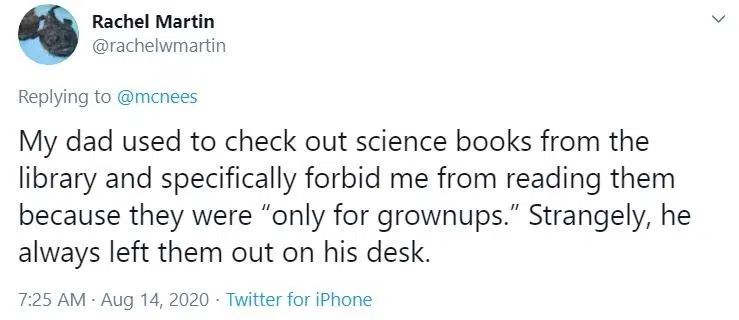 Rachel Martin
@rachelwmartin
Replying to @mcnees
My dad used to check out science books from the
library and specifically forbid me from reading them
because they were “only for grownups.” Strangely, he
always left them out on his desk.
7:25 AM · Aug 14, 2020 · Twitter for iPhone